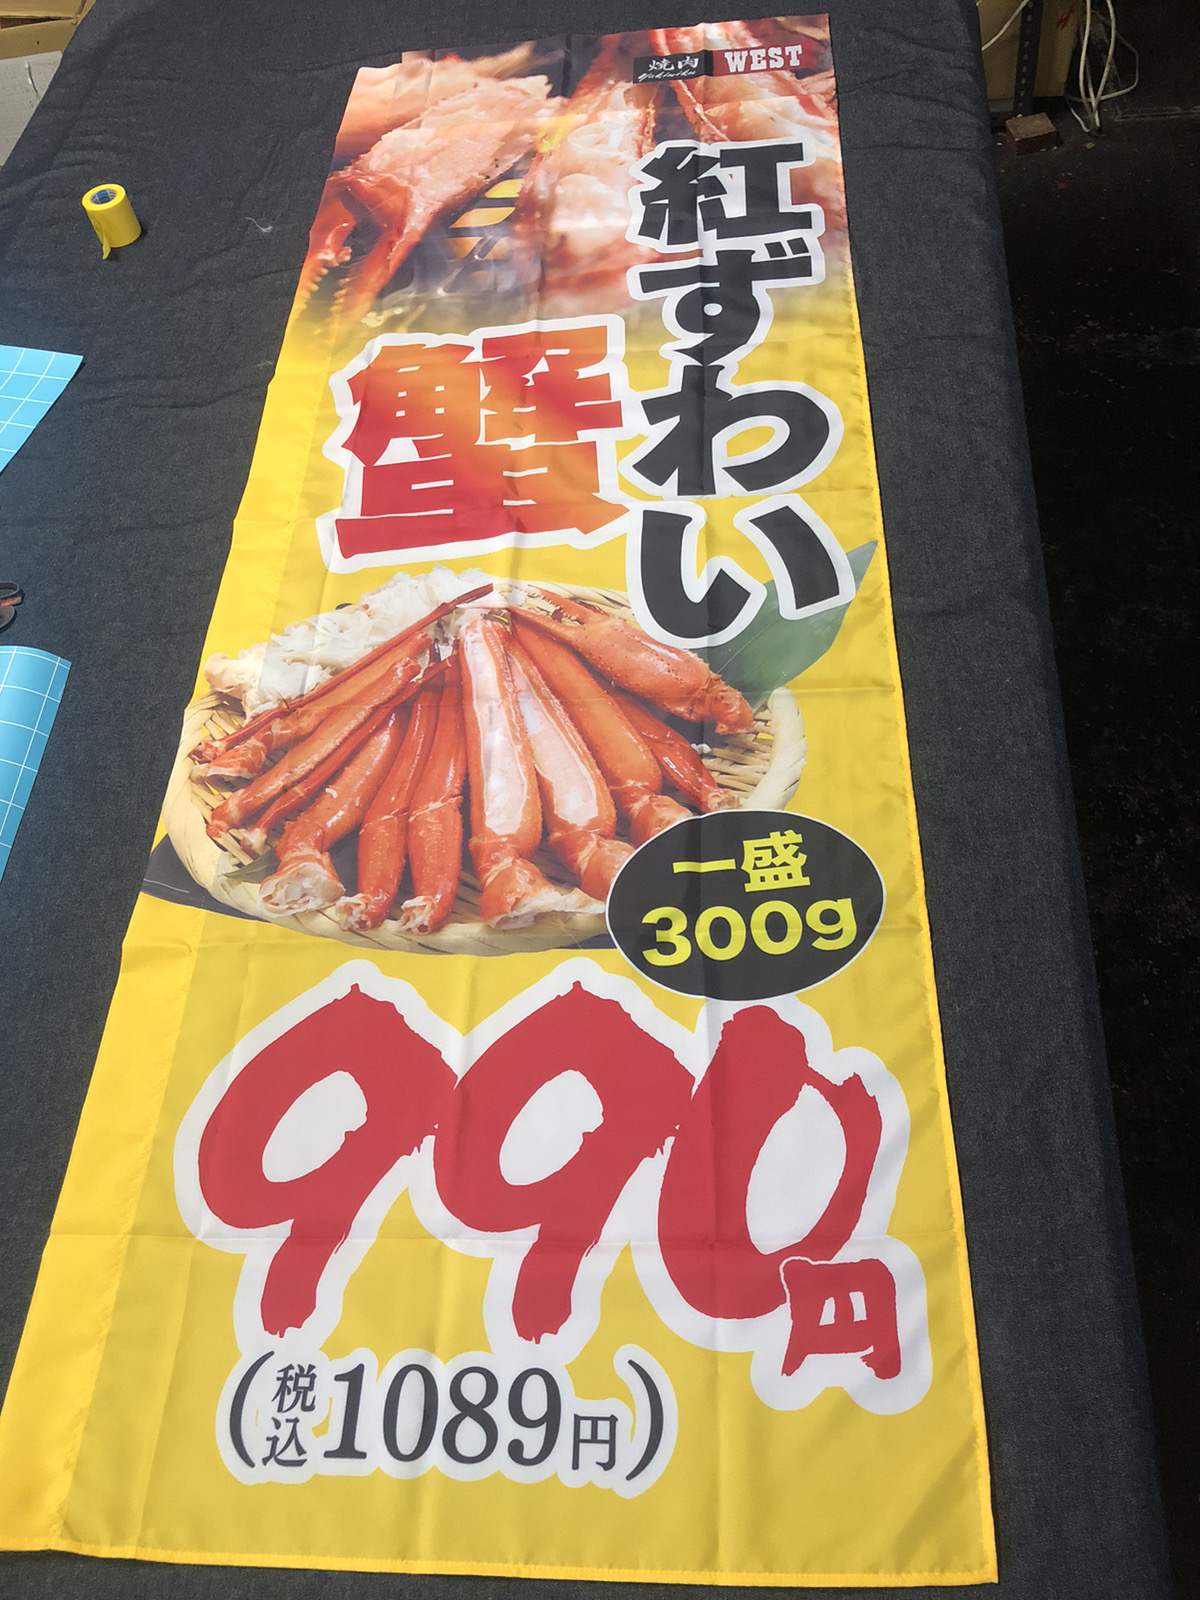 焼肉
Yakiniku
WEST
紅ずわい
蟹
一盛
300g
990円
(税込1089円)